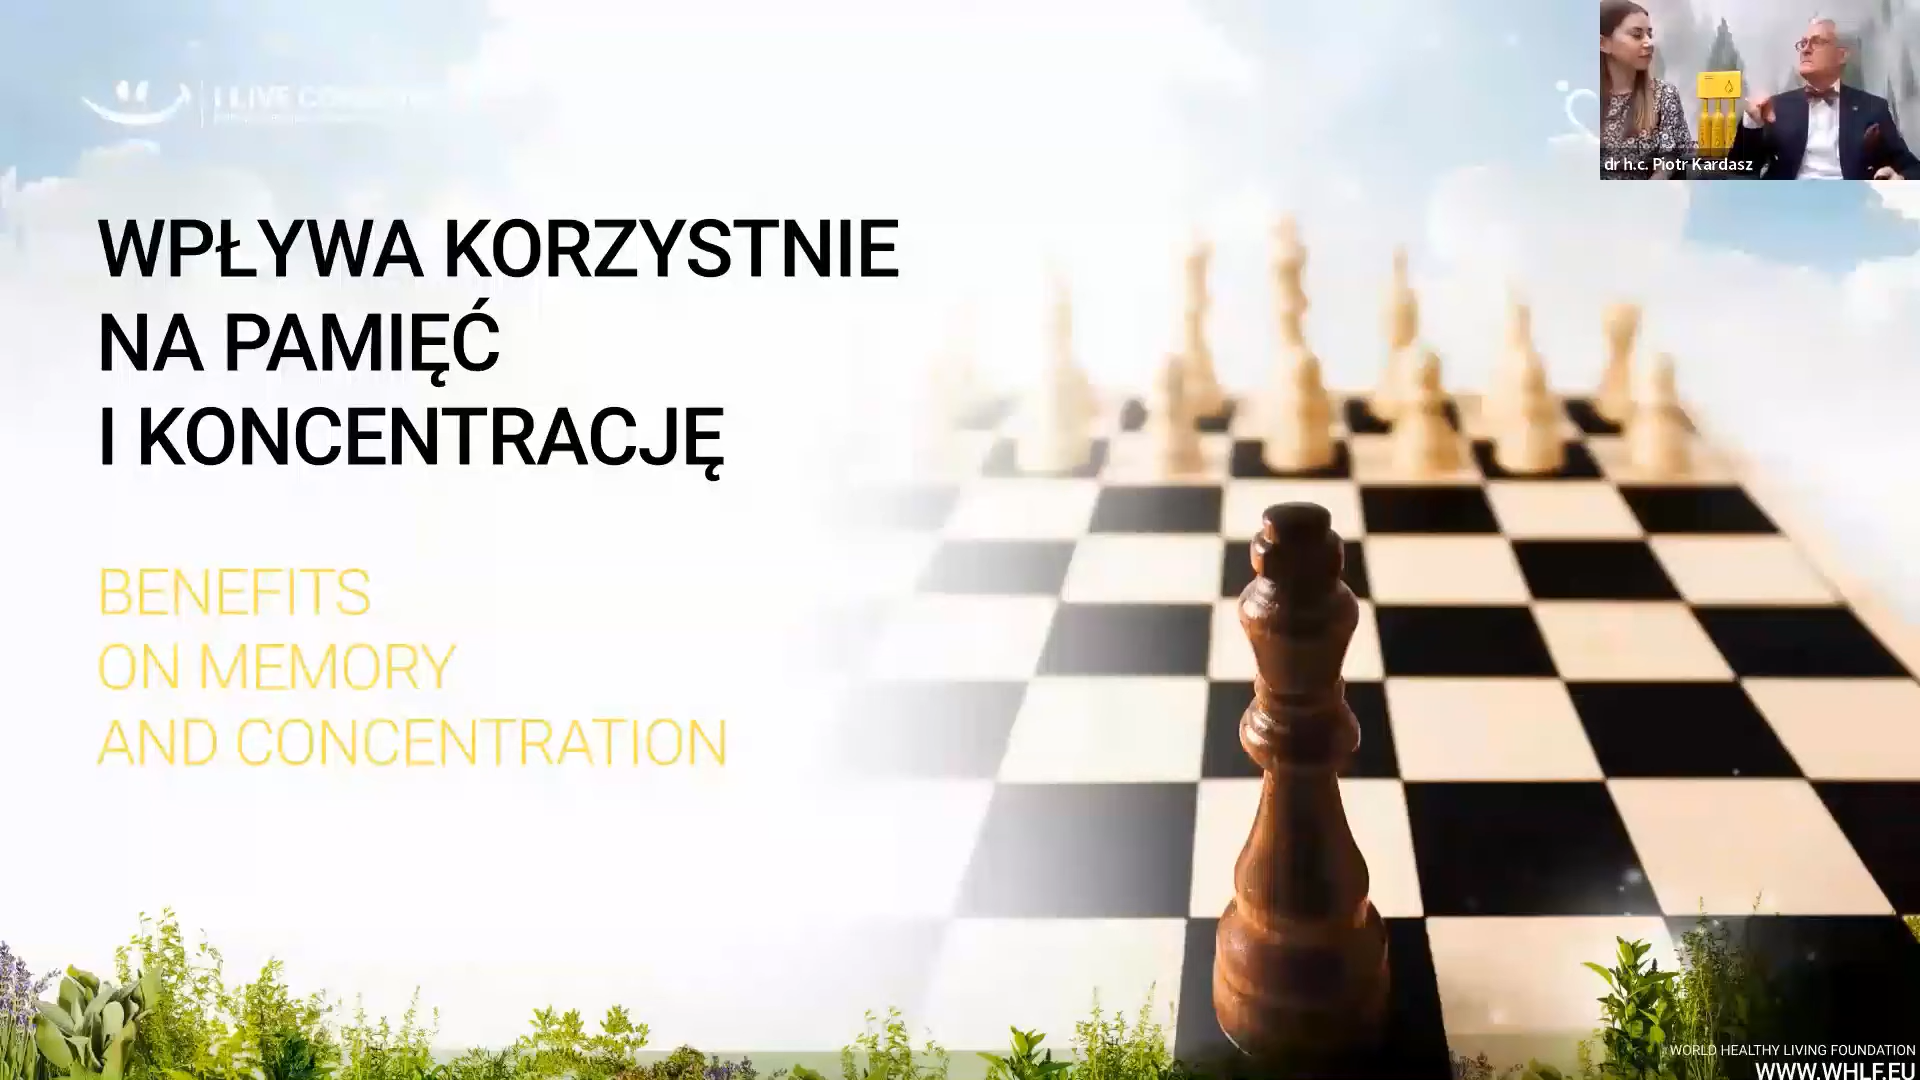 I LIVE
dr h.c. Piotr Kardasz
WPŁYWA KORZYSTNIE
NA PAMIĘĆ
I KONCENTRACJĘ
BENEFITS
ON MEMORY
AND CONCENTRATION
WORLD HEALTHY LIVING FOUNDATION
WWW.WHLF.EU